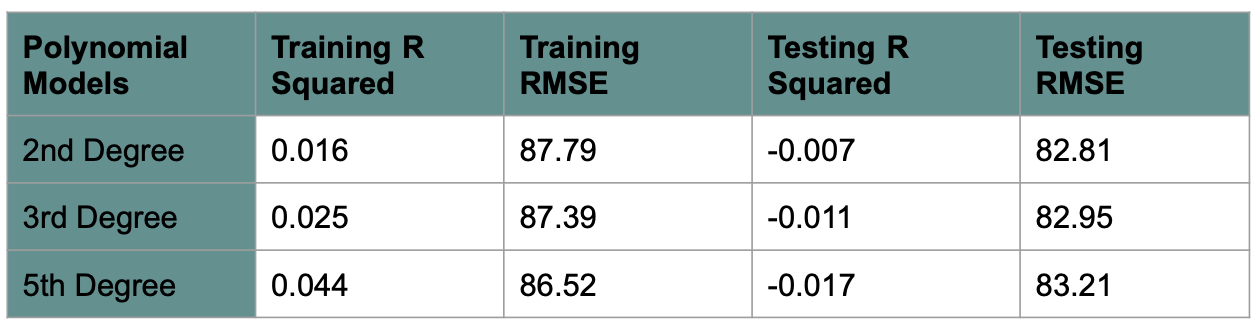 Polynomial Models
Training R Squared
Training RMSE
Testing R Squared
Testing RMSE
2nd Degree 0.016 87.79 -0.007 82.81
3rd Degree 0.025 87.39 -0.011 82.95
5th Degree 0.044 86.52 -0.017 83.21